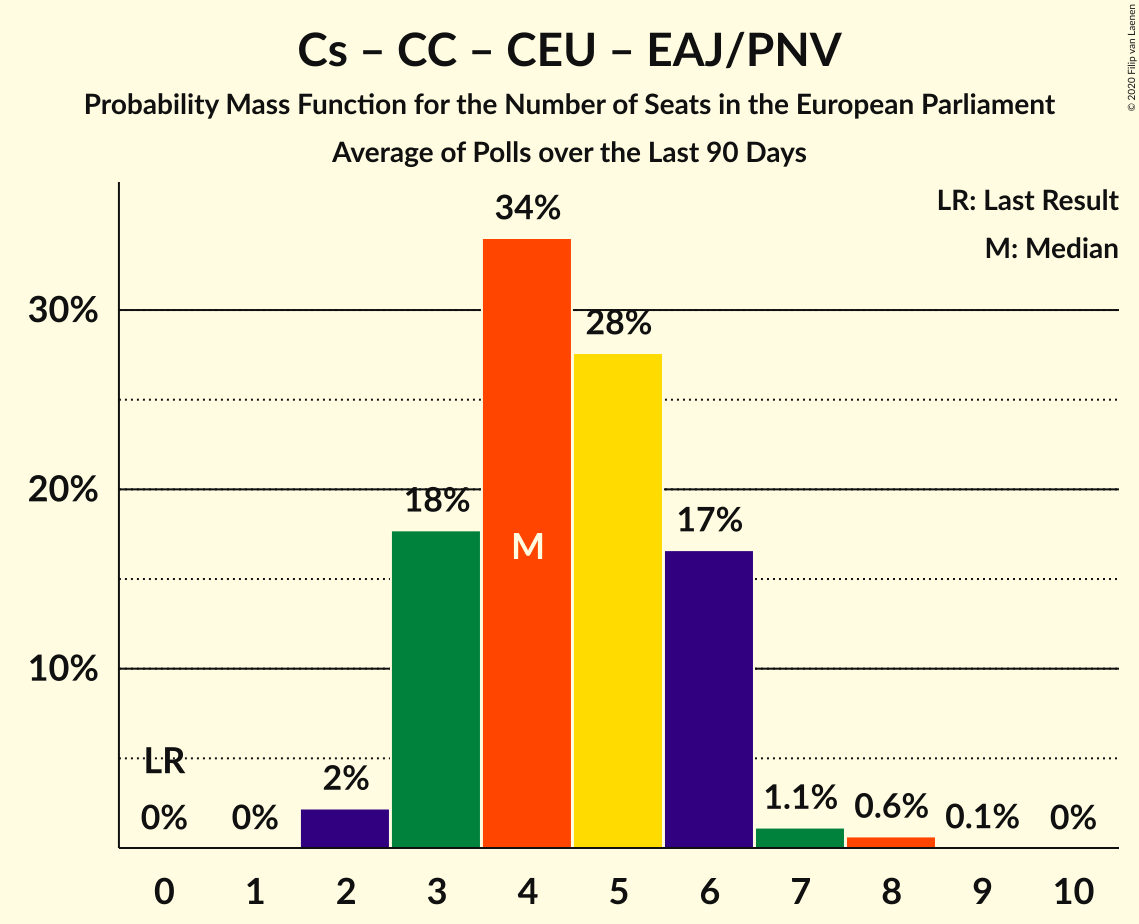 Cs – CC – CEU – EAJ/PNV
Probability Mass Function for the Number of Seats in the European Parliament
Average of Polls over the Last 90 Days
© 2020 Filip van Laenen
LR: Last Result
M: Median
34%
30%
28%
20%
18%
17%
M
10%
LR
2%
1.1%
0.6%
0%
0%
0.1%
0%
0 1 2 3 4 5 6 7 8 9 10